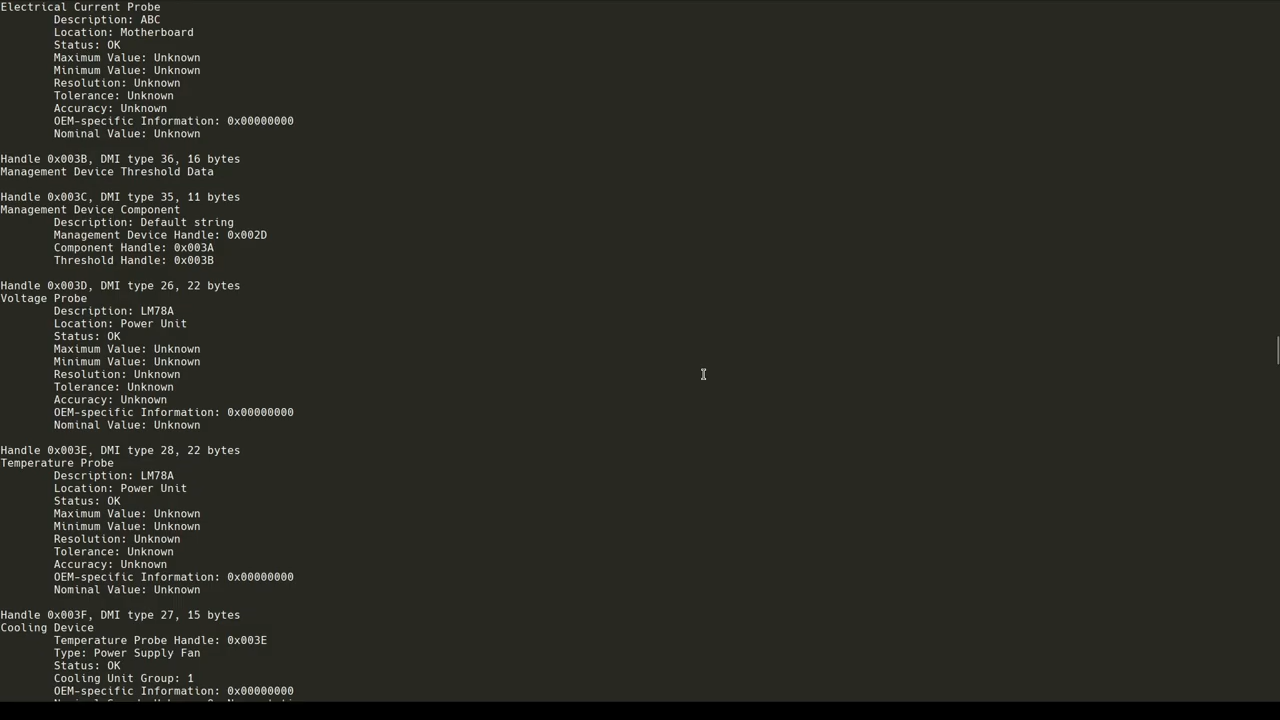 Electrical Current Probe
Description: ABC
Location: Motherboard
Status: OK
Maximum Value: Unknown
Minimum Value: Unknown
Resolution: Unknown
Tolerance: Unknown
Accuracy: Unknown
OEM-specific Information: 0x00000000
Nominal Value: Unknown

Handle 0x003B, DMI type 36, 16 bytes
Management Device Threshold Data

Handle 0x003C, DMI type 35, 11 bytes
Management Device Component
Description: Default string
Management Device Handle: 0x002D
Component Handle: 0x003A
Threshold Handle: 0x003B

Handle 0x003D, DMI type 26, 22 bytes
Voltage Probe
Description: LM78A
Location: Power Unit
Status: OK
Maximum Value: Unknown
Minimum Value: Unknown
Resolution: Unknown
Tolerance: Unknown
Accuracy: Unknown
OEM-specific Information: 0x00000000
Nominal Value: Unknown

Handle 0x003E, DMI type 28, 22 bytes
Temperature Probe
Description: LM78A
Location: Power Unit
Status: OK
Maximum Value: Unknown
Minimum Value: Unknown
Resolution: Unknown
Tolerance: Unknown
Accuracy: Unknown
OEM-specific Information: 0x00000000
Nominal Value: Unknown

Handle 0x003F, DMI type 27, 15 bytes
Cooling Device
Temperature Probe Handle: 0x003E
Type: Power Supply Fan
Status: OK
Cooling Unit Group: 1
OEM-specific Information: 0x00000000